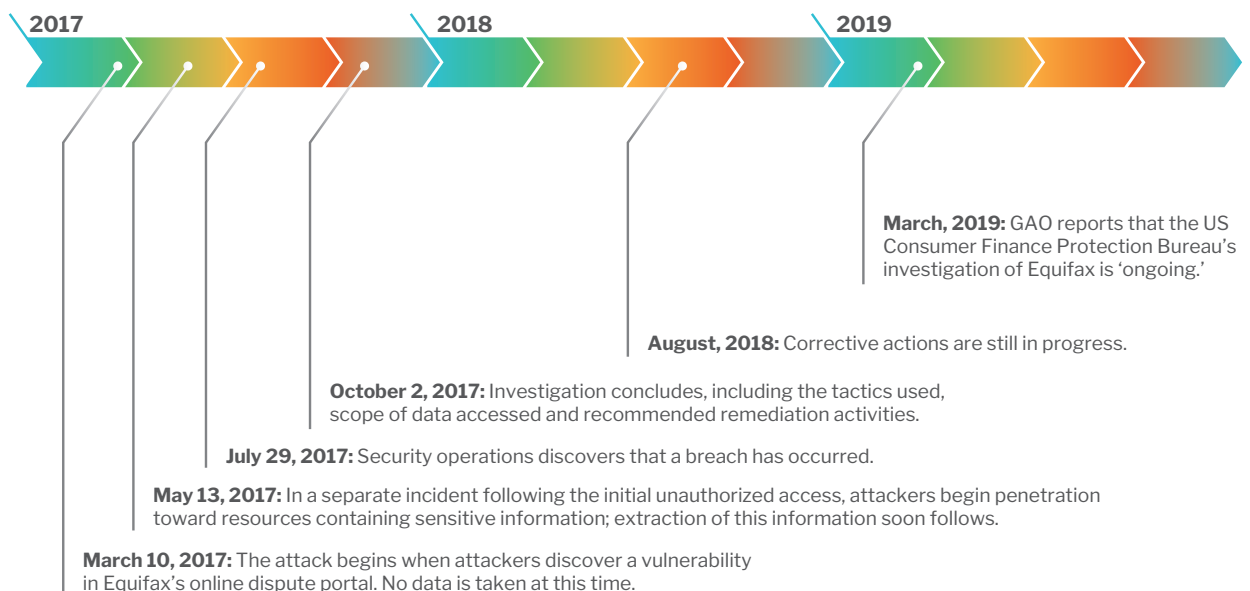 2017
2018
2019
March, 2019: GAO reports that the US
Consumer Finance Protection Bureau’s
investigation of Equifax is ‘ongoing.’
August, 2018: Corrective actions are still in progress.
October 2, 2017: Investigation concludes, including the tactics used,
scope of data accessed and recommended remediation activities.
July 29, 2017: Security operations discovers that a breach has occurred.
May 13, 2017: In a separate incident following the initial unauthorized access, attackers begin penetration
toward resources containing sensitive information; extraction of this information soon follows.
March 10, 2017: The attack begins when attackers discover a vulnerability
in Equifax’s online dispute portal. No data is taken at this time.